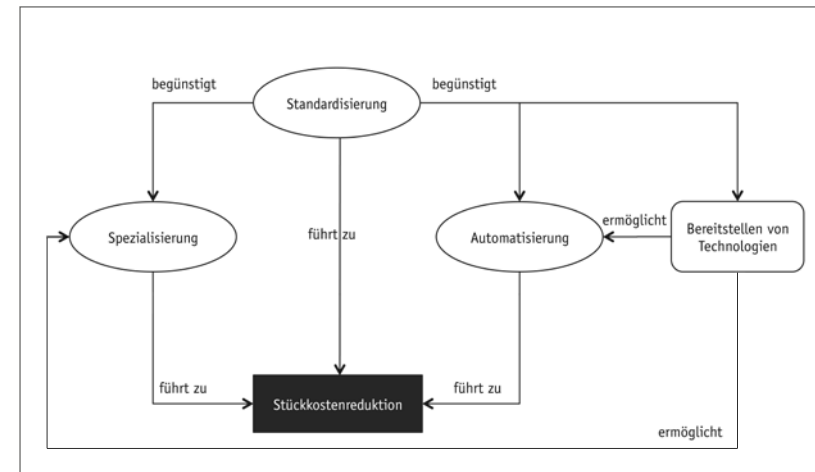 begünstigt
begünstigt
Standardisierung
Spezialisierung
führt zu
Automatisierung
ermöglicht
Bereitstellen von
Technologien
führt zu
Stückkostenreduktion
führt zu
ermöglicht